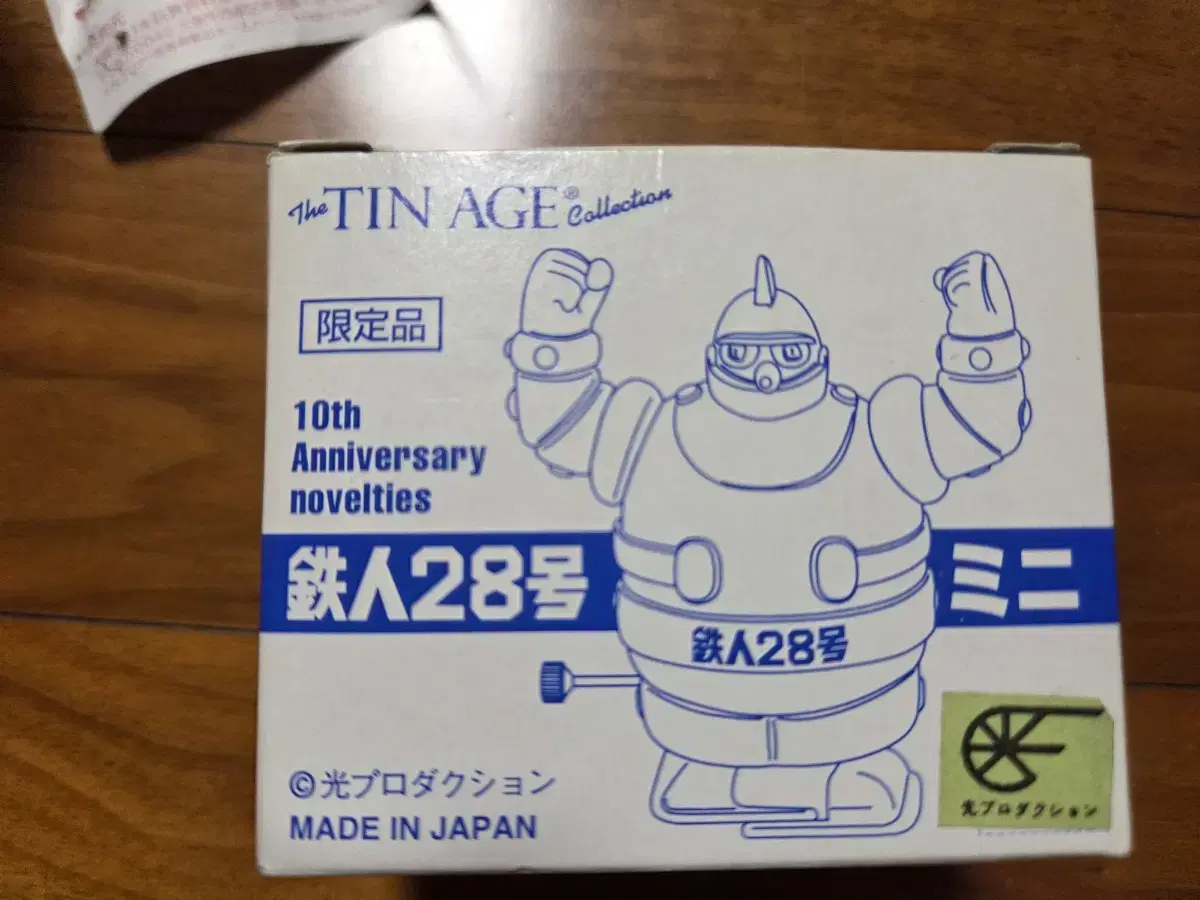 The TIN AGE® Collection
限定品
10th
Anniversary
novelties
鉄人28号 ミニ
鉄人28号
©光プロダクション
MADE IN JAPAN
光プロダクション